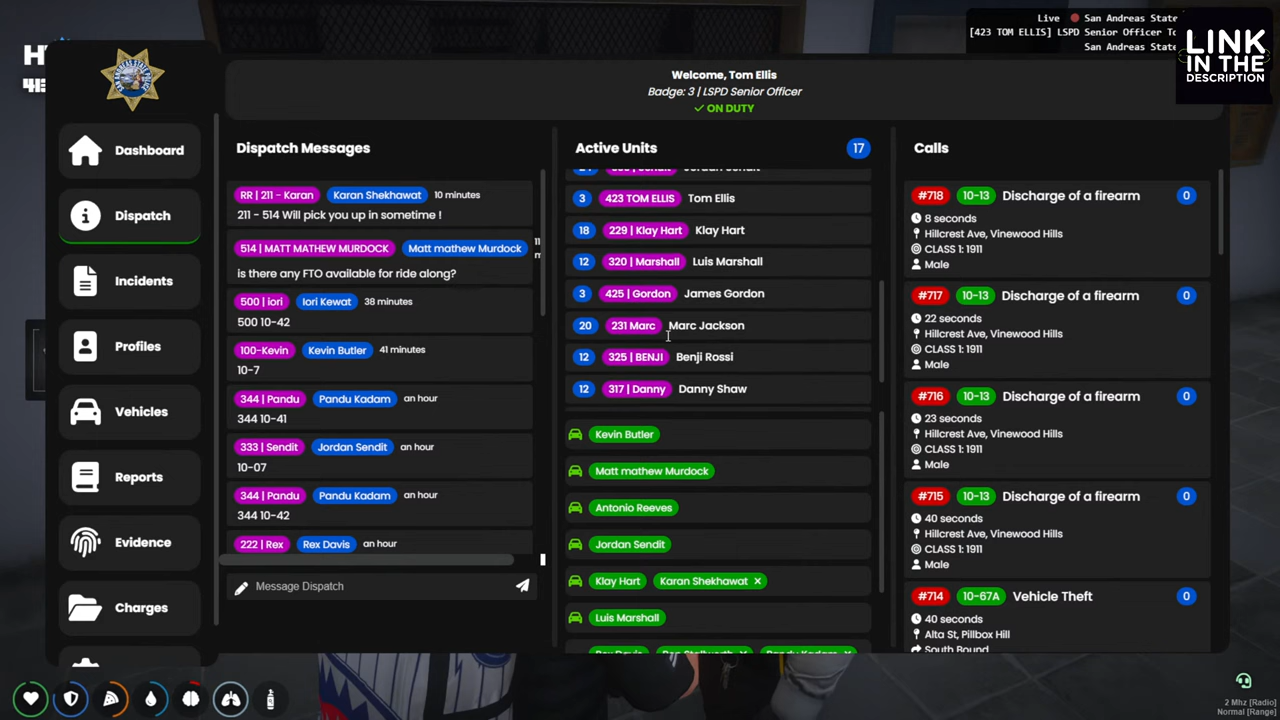 Live San Andreas State
[423 TOM ELLIS] LSPD Senior Officer To
San Andreas State
LINK
IN THE
DESCRIPTION
Welcome, Tom Ellis
Badge: 3 | LSPD Senior Officer
✓ ON DUTY
Dashboard
Dispatch
Incidents
Profiles
Vehicles
Reports
Evidence
Charges
Dispatch Messages
RR | 211 - Karan Karan Shekhawat 10 minutes
211 - 514 Will pick you up in sometime !
514 | MATT MATHEW MURDOCK Matt mathew Murdock
is there any FTO available for ride along?
500 | iori Iori Kewat 38 minutes
500 10-42
100-Kevin Kevin Butler 41 minutes
10-7
344 | Pandu Pandu Kadam an hour
344 10-41
333 | Sendit Jordan Sendit an hour
10-07
344 | Pandu Pandu Kadam an hour
344 10-42
222 | Rex Rex Davis an hour
Message Dispatch
Active Units 17
3 423 TOM ELLIS Tom Ellis
18 229 | Klay Hart Klay Hart
12 320 | Marshall Luis Marshall
3 425 | Gordon James Gordon
20 231 Marc Marc Jackson
12 325 | BENJI Benji Rossi
12 317 | Danny Danny Shaw
Kevin Butler
Matt mathew Murdock
Antonio Reeves
Jordan Sendit
Klay Hart Karan Shekhawat ×
Luis Marshall
Calls
#718 10-13 Discharge of a firearm 0
8 seconds
Hillcrest Ave, Vinewood Hills
CLASS 1: 1911
Male
#717 10-13 Discharge of a firearm 0
22 seconds
Hillcrest Ave, Vinewood Hills
CLASS 1: 1911
Male
#716 10-13 Discharge of a firearm 0
23 seconds
Hillcrest Ave, Vinewood Hills
CLASS 1: 1911
Male
#715 10-13 Discharge of a firearm 0
40 seconds
Hillcrest Ave, Vinewood Hills
CLASS 1: 1911
Male
#714 10-67A Vehicle Theft 0
40 seconds
Alta St, Pillbox Hill
South Bound
2 Mhz [Radio]
Normal [Range]